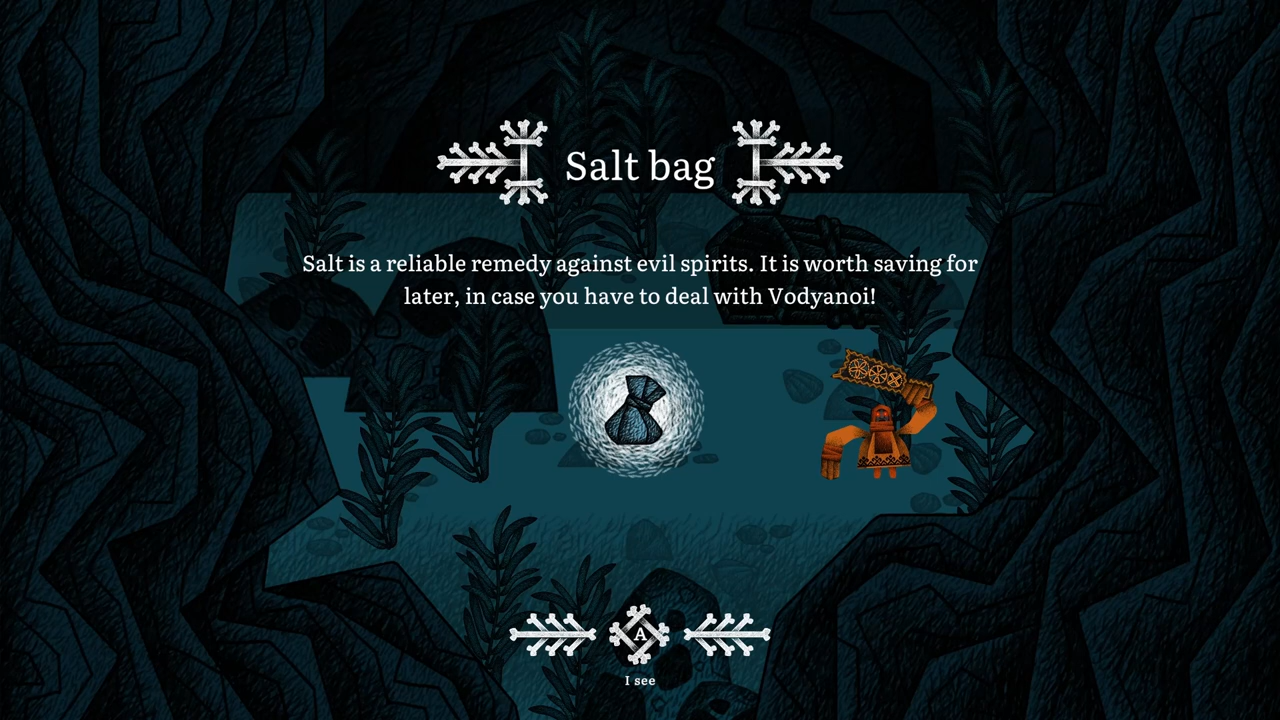 Salt bag
Salt is a reliable remedy against evil spirits. It is worth saving for
later, in case you have to deal with Vodyanoi!
A
I see